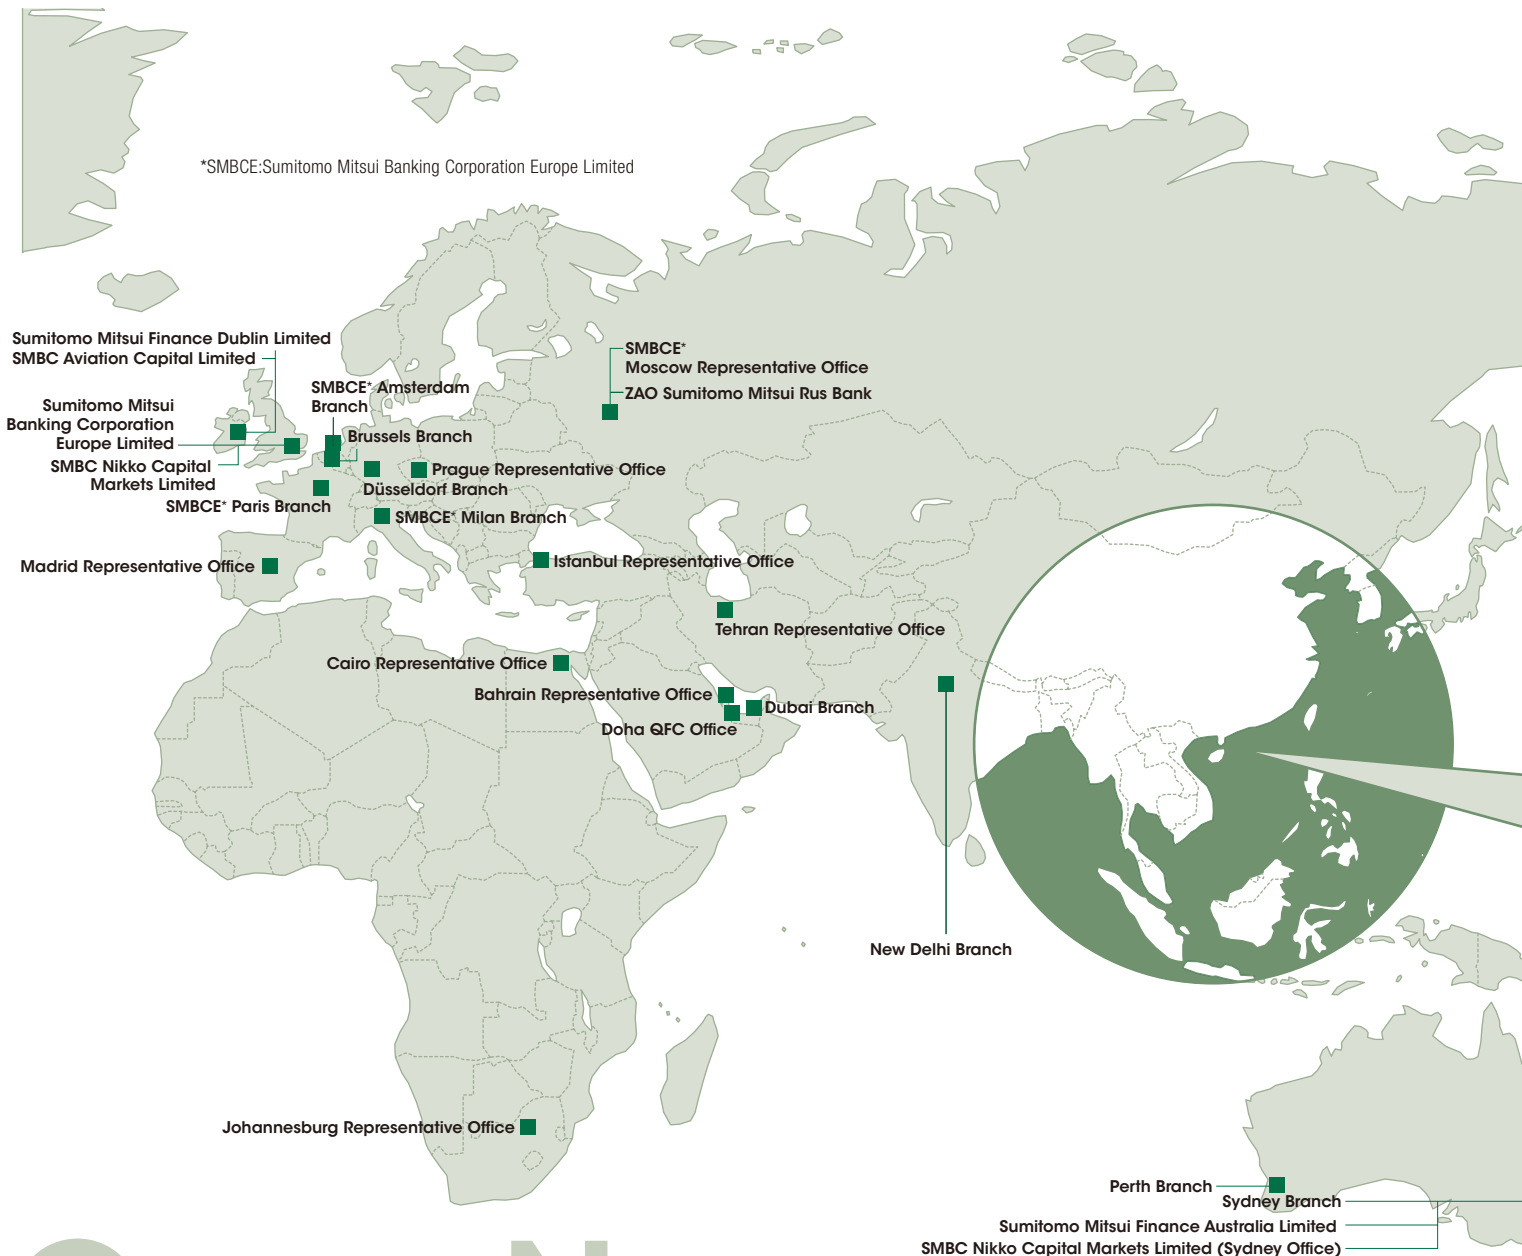 *SMBCE:Sumitomo Mitsui Banking Corporation Europe Limited
Sumitomo Mitsui Finance Dublin Limited
SMBC Aviation Capital Limited
SMBCE* Amsterdam
Branch
Sumitomo Mitsui
Banking Corporation
Europe Limited
SMBC Nikko Capital
Markets Limited
Brussels Branch
Prague Representative Office
Düsseldorf Branch
SMBCE* Paris Branch
SMBCE* Milan Branch
Madrid Representative Office
SMBCE*
Moscow Representative Office
ZAO Sumitomo Mitsui Rus Bank
Istanbul Representative Office
Tehran Representative Office
Cairo Representative Office
Bahrain Representative Office
Dubai Branch
Doha QFC Office
New Delhi Branch
Johannesburg Representative Office
Perth Branch
Sydney Branch
Sumitomo Mitsui Finance Australia Limited
SMBC Nikko Capital Markets Limited (Sydney Office)